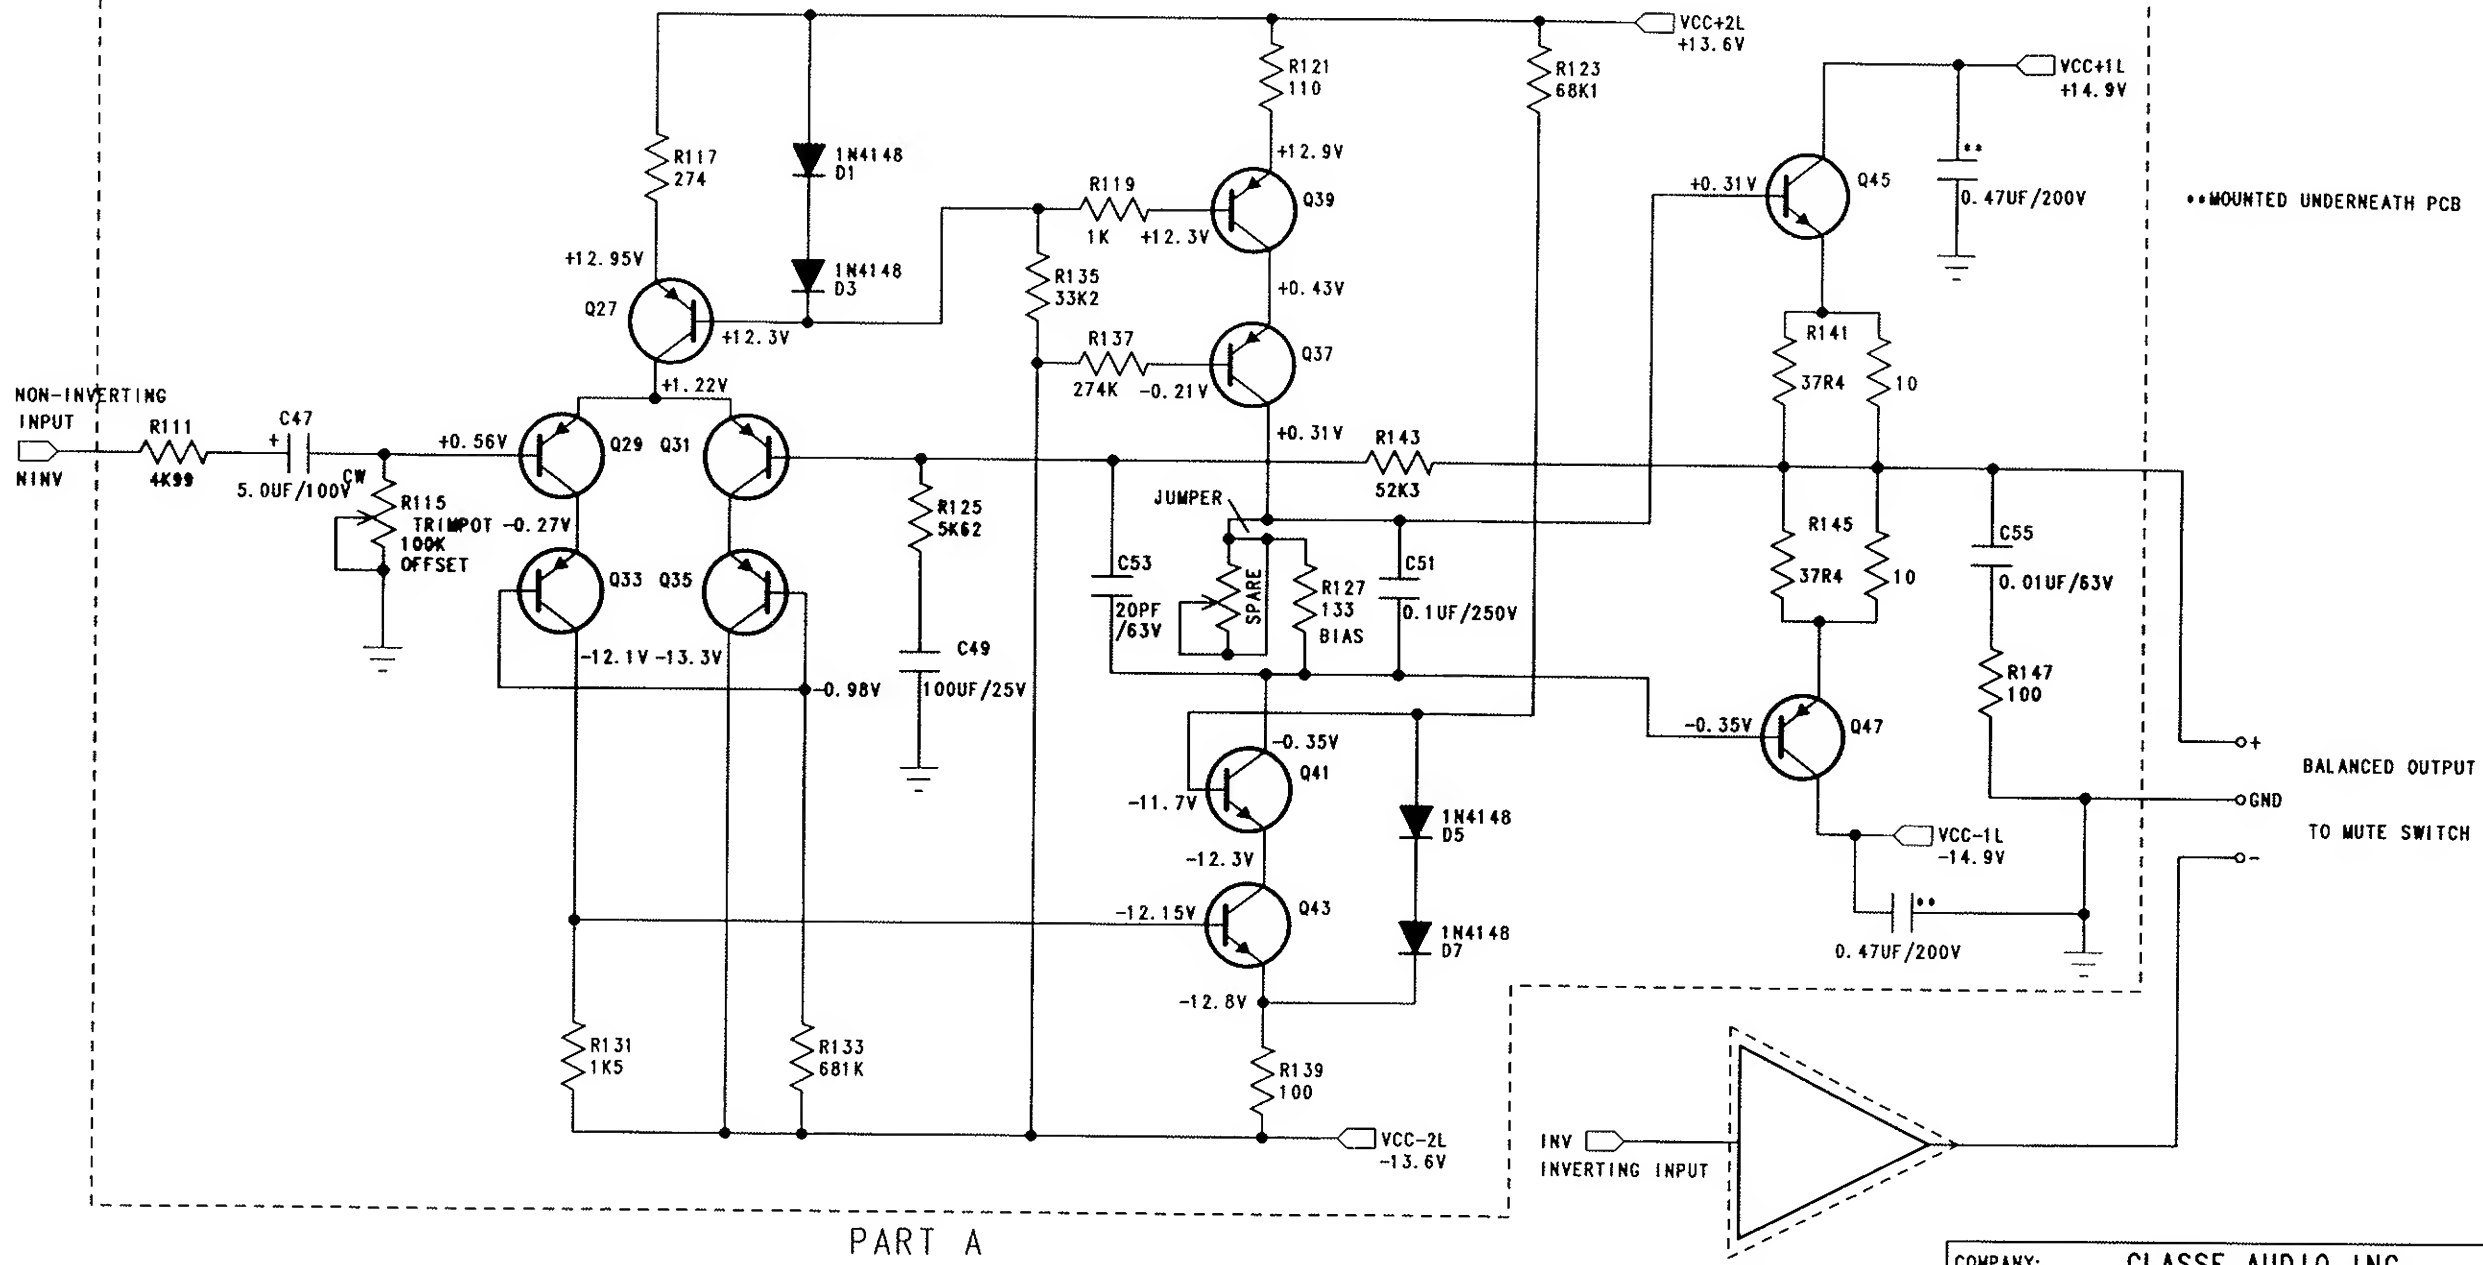 VCC+2L
+13.6V
R121
110
R123
68K1
VCC+1L
+14.9V
R117
274
1N4148
D1
+12.9V
**
R119
1K
+12.3V
Q39
+0.31V
Q45
0.47UF/200V
**MOUNTED UNDERNEATH PCB
+12.95V
1N4148
D3
R135
33K2
+0.43V
Q27
+12.3V
R137
274K
-0.21V
Q37
R141
37R4
10
NON-INVERTING
INPUT
NINV
+1.22V
R111
4K99
C47
+
5.0UF/100V
+0.56V
Q29
Q31
+0.31V
R143
52K3
CW
R115
TRIMPOT
100K
OFFSET
-0.27V
R125
5K62
JUMPER
R145
37R4
10
C55
0.01UF/63V
Q33
Q35
C53
20PF
/63V
SPARE
R127
133
BIAS
C51
0.1UF/250V
-12.1V
-13.3V
-0.98V
C49
100UF/25V
R147
100
-0.35V
Q41
-11.7V
-0.35V
Q47
+
BALANCED OUTPUT
GND
TO MUTE SWITCH
-
1N4148
D5
VCC-1L
-14.9V
-12.3V
-12.15V
Q43
1N4148
D7
**
0.47UF/200V
-12.8V
R131
1K5
R133
681K
R139
100
VCC-2L
-13.6V
INV
INVERTING INPUT
PART A
COMPANY:
CLASSE AUDIO INC